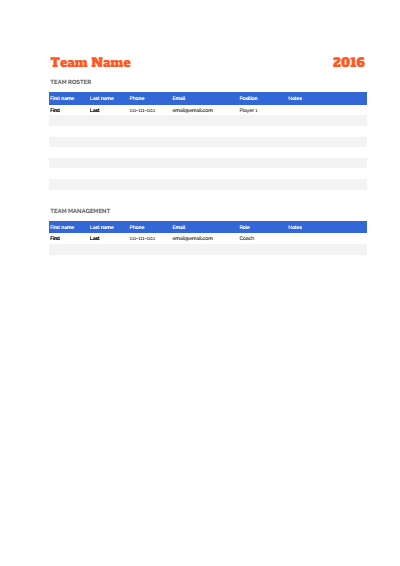 Team Name 2016
TEAM ROSTER
First name Last name Phone Email Position Notes
First Last 111-111-1111 email@email.com Player 1
TEAM MANAGEMENT
First name Last name Phone Email Role Notes
First Last 111-111-1111 email@email.com Coach